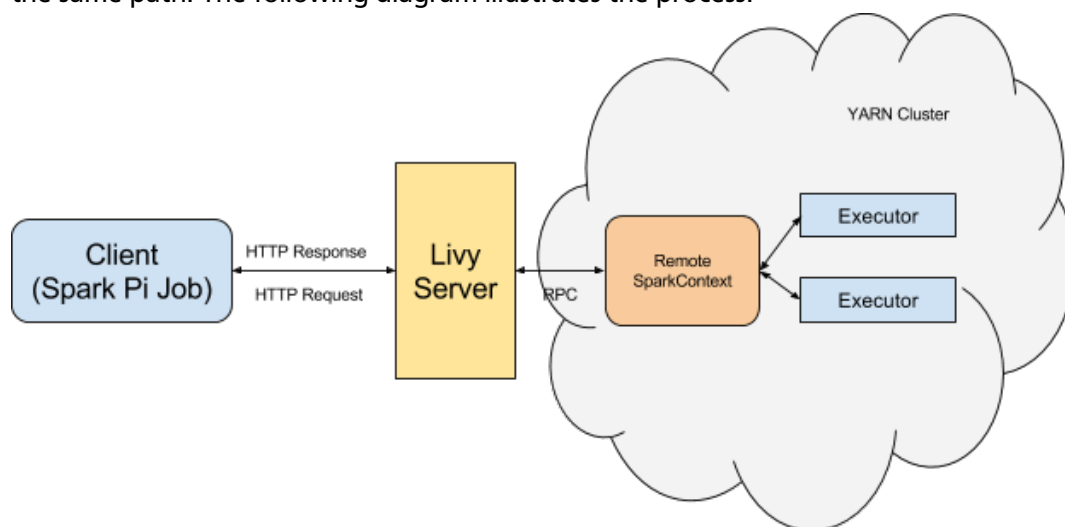 the same path. The following diagram illustrates the process:
YARN Cluster
Executor
Client
(Spark Pi Job)
HTTP Response
HTTP Request
Livy
Server
RPC
Remote
SparkContext
Executor